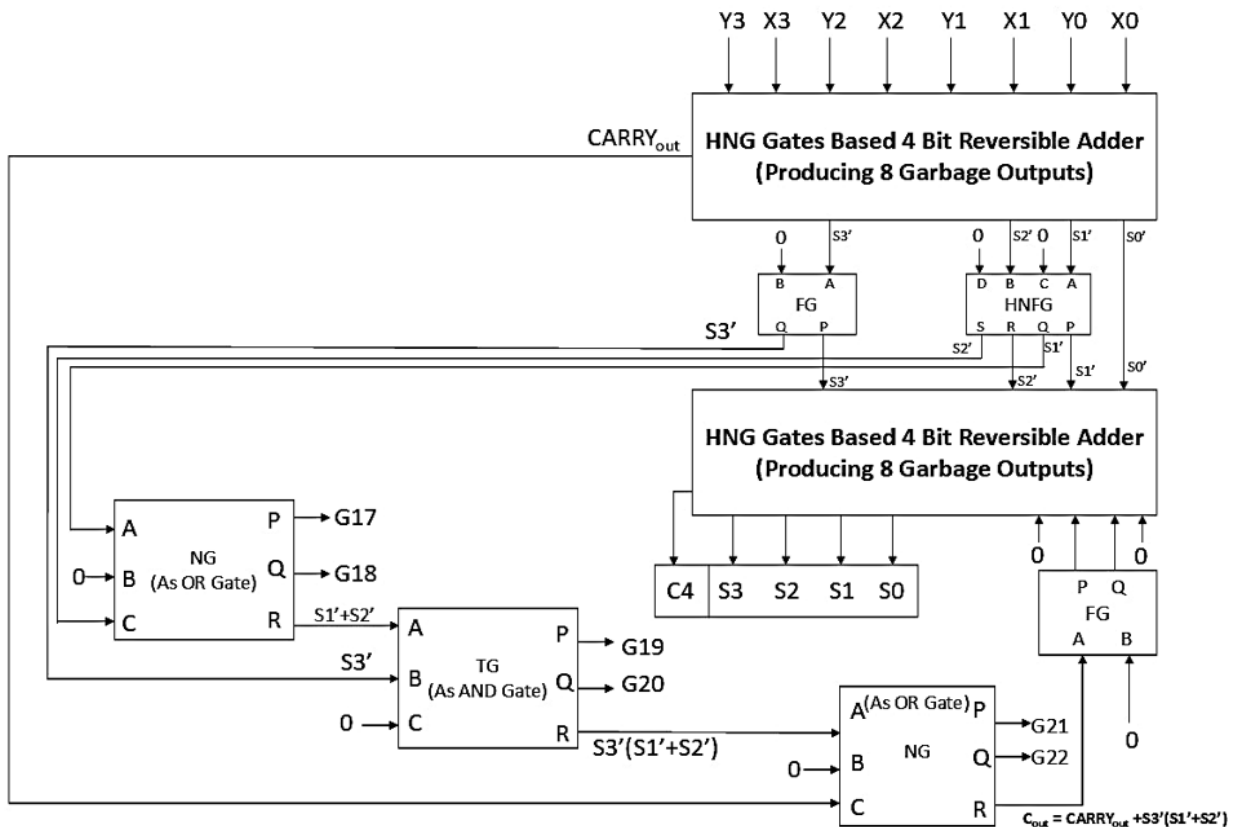 Y3 X3 Y2 X2 Y1 X1 Y0 X0
CARRYout
HNG Gates Based 4 Bit Reversible Adder
(Producing 8 Garbage Outputs)
0 S3' 0 S2' 0 S1' S0'
B A
FG
Q P
D B C A
HNFG
S R Q P
S3'
S2' S1'
S3' S2' S1' S0'
HNG Gates Based 4 Bit Reversible Adder
(Producing 8 Garbage Outputs)
C4 S3 S2 S1 S0
0 0
P Q
FG
A B
0
A P G17
NG
(As OR Gate)
0 B Q G18
C R S1'+S2'
A P G19
S3' B TG Q G20
(As AND Gate)
0 C R S3'(S1'+S2')
A (As OR Gate) P G21
0 B NG Q G22
C R
Cout = CARRYout +S3'(S1'+S2')